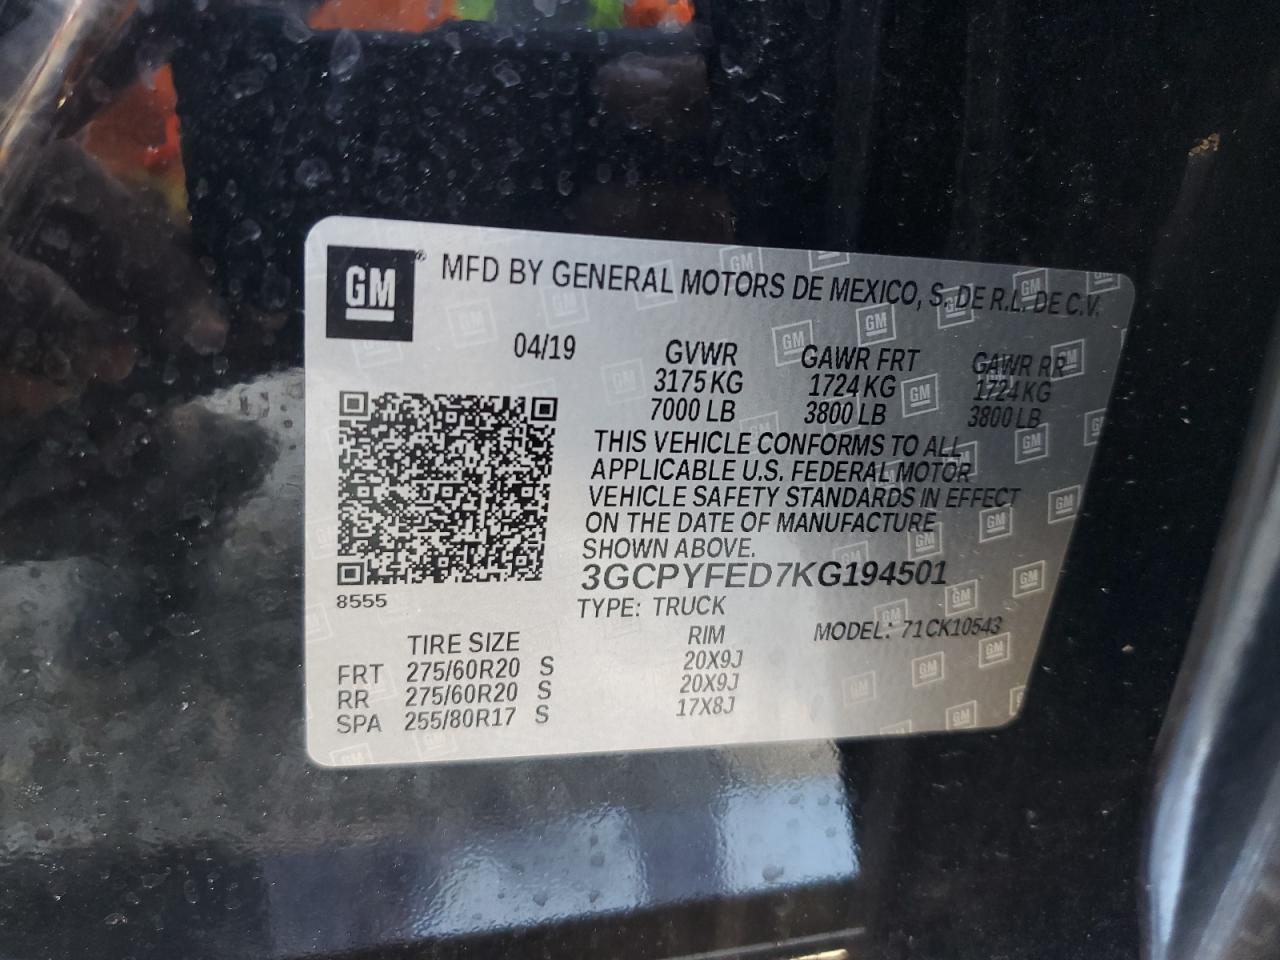 GM
MFD BY GENERAL MOTORS DE MEXICO, S. DE R.L. DE C.V.
04/19 GVWR GAWR FRT GAWR RR
3175 KG 1724 KG 1724 KG
7000 LB 3800 LB 3800 LB
THIS VEHICLE CONFORMS TO ALL
APPLICABLE U.S. FEDERAL MOTOR
VEHICLE SAFETY STANDARDS IN EFFECT
ON THE DATE OF MANUFACTURE
SHOWN ABOVE.
3GCPYFED7KG194501
8555
TYPE: TRUCK
MODEL: 71CK10543
TIRE SIZE RIM
FRT 275/60R20 S 20X9J
RR 275/60R20 S 20X9J
SPA 255/80R17 S 17X8J